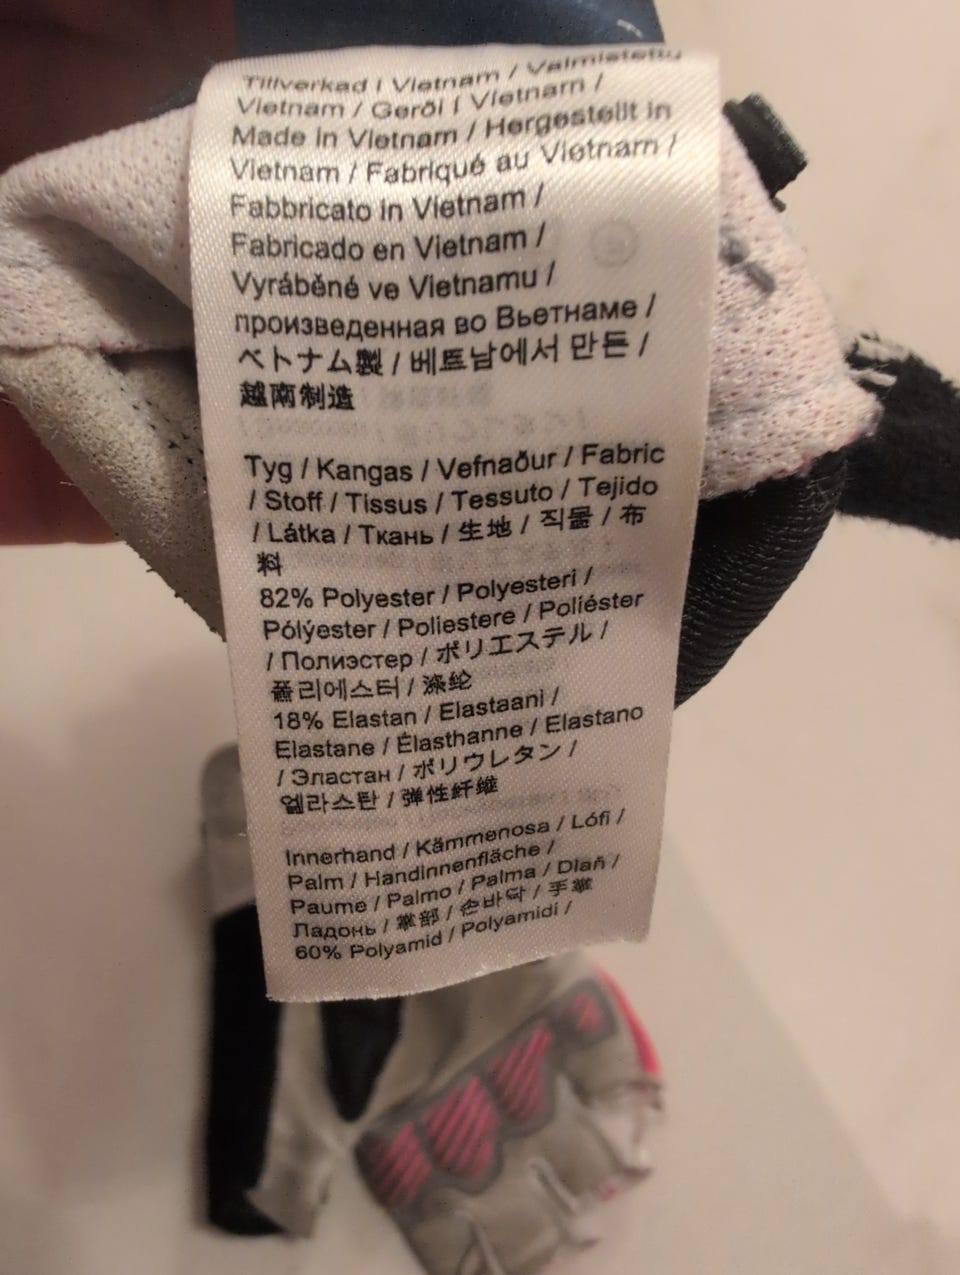 Tillverkad i Vietnam / Valmistettu
Vietnam / Gerði í Vietnam /
Made in Vietnam / Hergestellt in
Vietnam / Fabriqué au Vietnam /
Fabbricato in Vietnam /
Fabricado en Vietnam /
Vyráběné ve Vietnamu /
произведенная во Вьетнаме /
ベトナム製 / 베트남에서 만든 /
越南制造
Tyg / Kangas / Vefnaður / Fabric
/ Stoff / Tissus / Tessuto / Tejido
/ Látka / Ткань / 生地 / 직물 / 布
料
82% Polyester / Polyesteri /
Pólýester / Poliestere / Poliéster
/ Полиэстер / ポリエステル /
폴리에스터 / 涤纶
18% Elastan / Elastaani /
Elastane / Élasthanne / Elastano
/ Эластан / ポリウレタン /
엘라스탄 / 弹性纤维
Innerhand / Kämmenosa / Lófi /
Palm / Handinnenfläche /
Paume / Palmo / Palma / Dlaň /
Ладонь / 掌部 / 손바닥 / 手掌
60% Polyamid / Polyamidi /